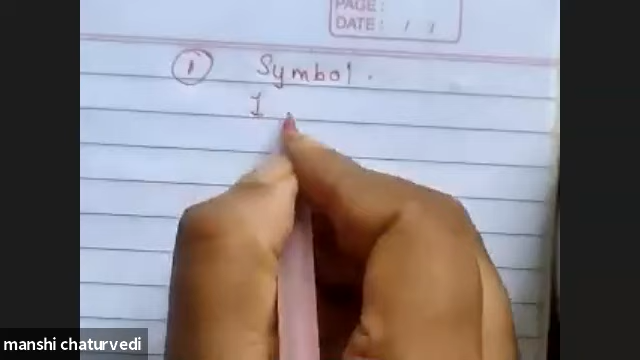 PAGE:
DATE: / /
① Symbol.
1
manshi chaturvedi